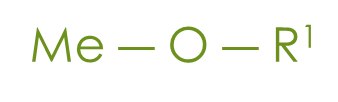 Me — O — R¹